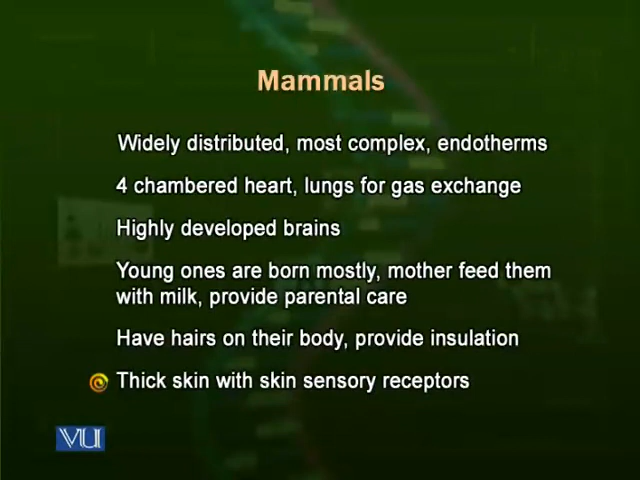 Mammals
Widely distributed, most complex, endotherms
4 chambered heart, lungs for gas exchange
Highly developed brains
Young ones are born mostly, mother feed them
with milk, provide parental care
Have hairs on their body, provide insulation
Thick skin with skin sensory receptors
VU